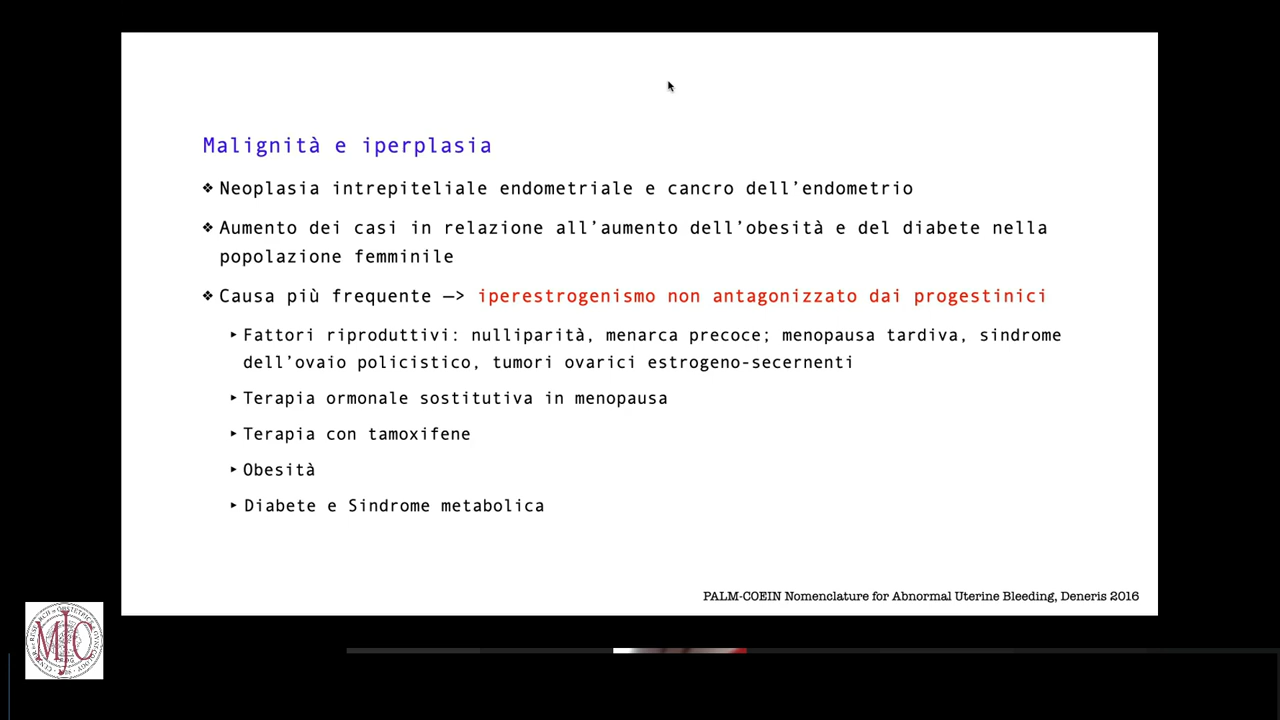 Malignità e iperplasia
❖ Neoplasia intrepiteliale endometriale e cancro dell’endometrio
❖ Aumento dei casi in relazione all’aumento dell’obesità e del diabete nella
popolazione femminile
❖ Causa più frequente —> iperestrogenismo non antagonizzato dai progestinici
‣ Fattori riproduttivi: nulliparità, menarca precoce; menopausa tardiva, sindrome
dell’ovaio policistico, tumori ovarici estrogeno-secernenti
‣ Terapia ormonale sostitutiva in menopausa
‣ Terapia con tamoxifene
‣ Obesità
‣ Diabete e Sindrome metabolica
PALM-COEIN Nomenclature for Abnormal Uterine Bleeding, Deneris 2016
MJC